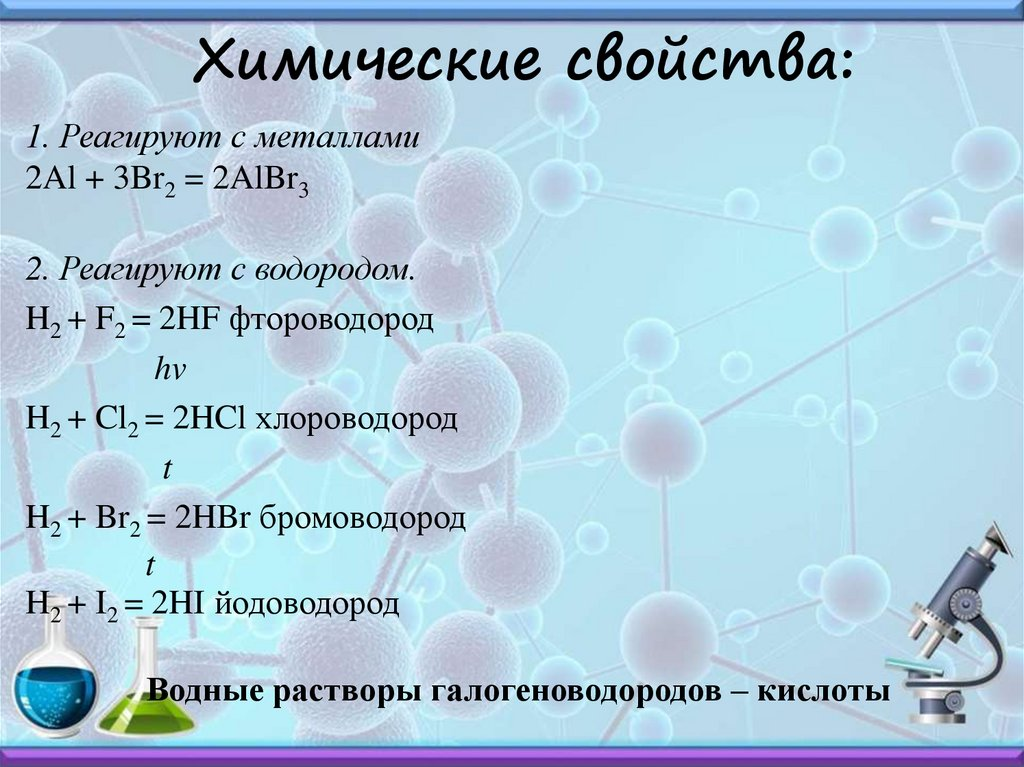 Химические свойства:
1. Реагируют с металлами
2Al + 3Br₂ = 2AlBr₃
2. Реагируют с водородом.
H₂ + F₂ = 2HF фтороводород
hv
H₂ + Cl₂ = 2HCl хлороводород
t
H₂ + Br₂ = 2HBr бромоводород
t
H₂ + I₂ = 2HI йодоводород
Водные растворы галогеноводородов – кислоты